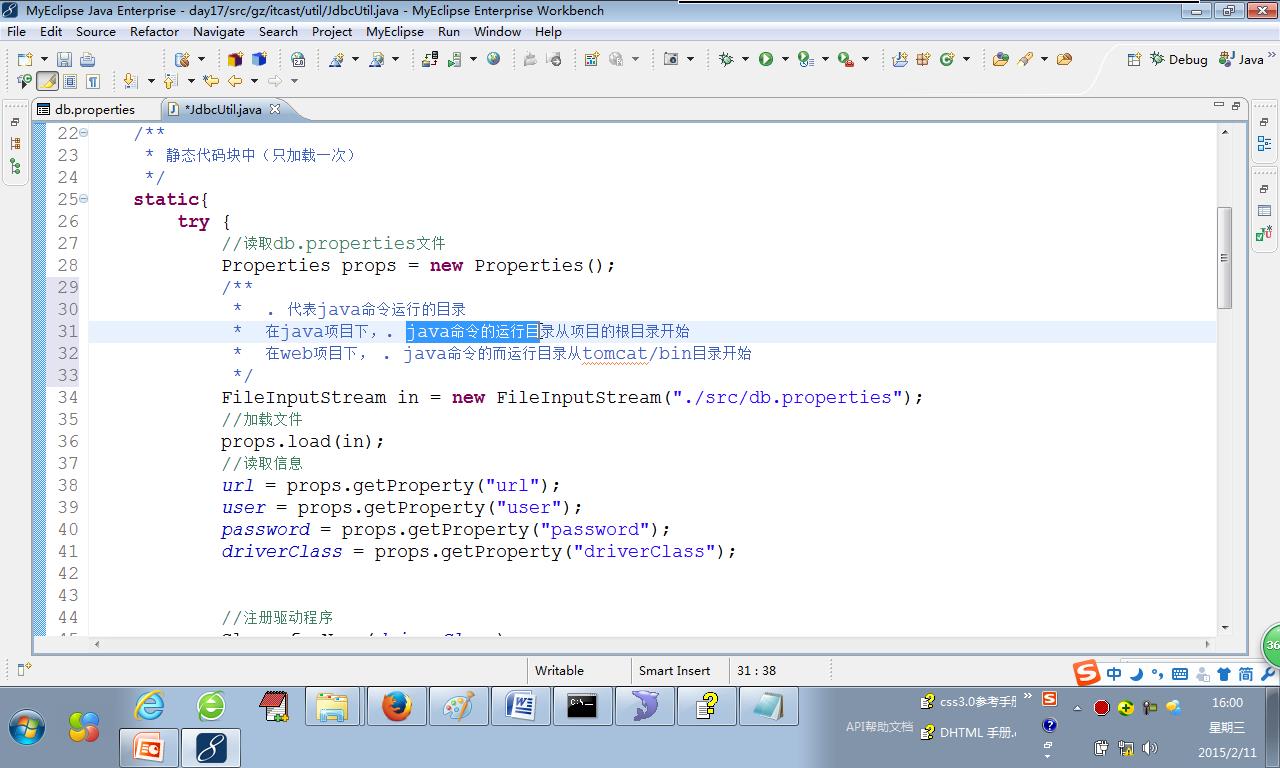 MyEclipse Java Enterprise - day17/src/gz/itcast/util/JdbcUtil.java - MyEclipse Enterprise Workbench
File Edit Source Refactor Navigate Search Project MyEclipse Run Window Help
Debug Java
db.properties *JdbcUtil.java
22 /**
23 * 静态代码块中（只加载一次）
24 */
25 static{
26 try {
27 //读取db.properties文件
28 Properties props = new Properties();
29 /**
30 * . 代表java命令运行的目录
31 * 在java项目下，. java命令的运行目录从项目的根目录开始
32 * 在web项目下， . java命令的而运行目录从tomcat/bin目录开始
33 */
34 FileInputStream in = new FileInputStream("./src/db.properties");
35 //加载文件
36 props.load(in);
37 //读取信息
38 url = props.getProperty("url");
39 user = props.getProperty("user");
40 password = props.getProperty("password");
41 driverClass = props.getProperty("driverClass");
42
43
44 //注册驱动程序
Writable Smart Insert 31 : 38
中 简
36
css3.0参考手册
API帮助文档
DHTML 手册.c
16:00
星期三
2015/2/11